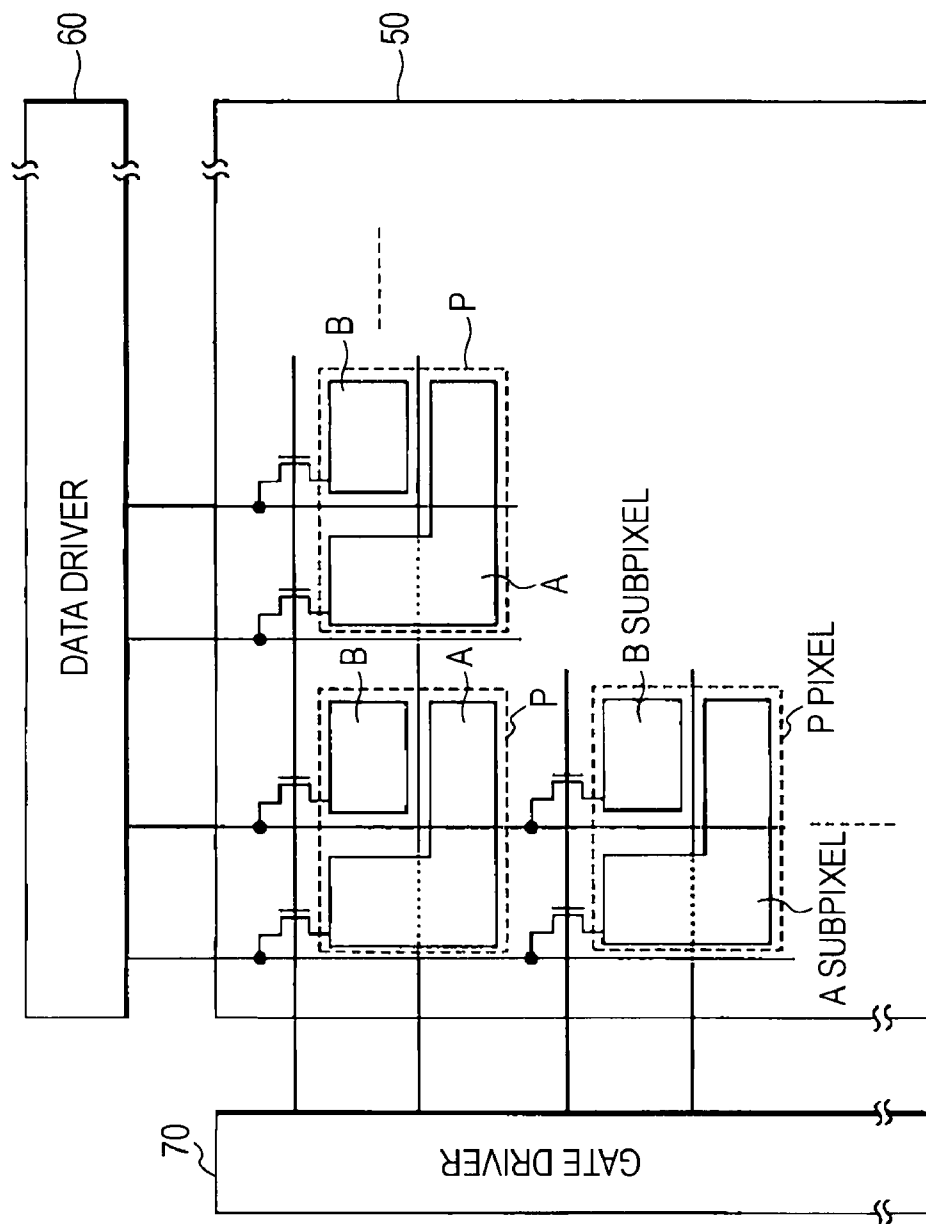 60
DATA DRIVER
50
B
P
A
B
A
P
B SUBPIXEL
P PIXEL
A SUBPIXEL
70
GATE DRIVER